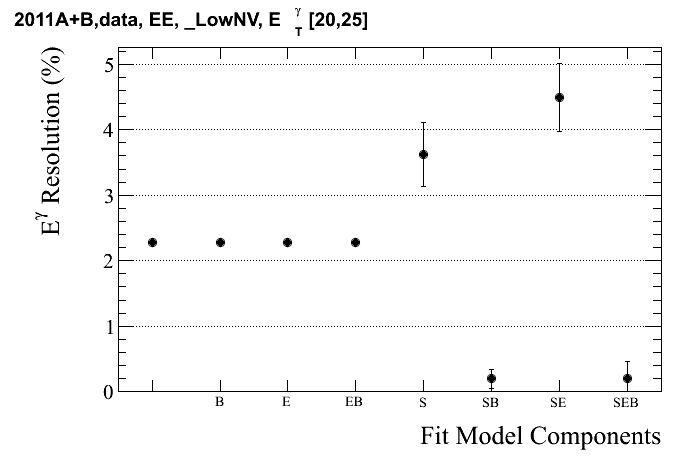 2011A+B,data, EE, _LowNV, E γ T [20,25]
E^γ Resolution (%)
5
4
3
2
1
0
B E EB S SB SE SEB
Fit Model Components